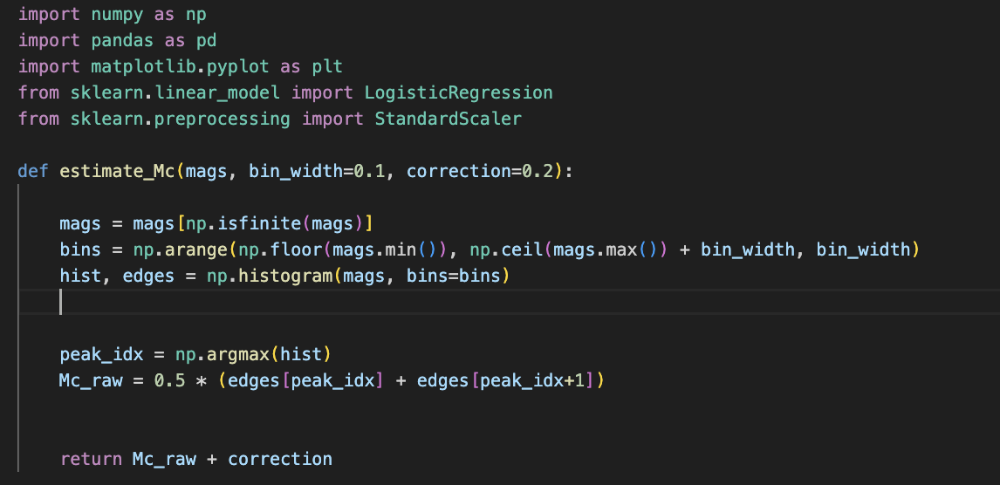 import numpy as np
import pandas as pd
import matplotlib.pyplot as plt
from sklearn.linear_model import LogisticRegression
from sklearn.preprocessing import StandardScaler
def estimate_Mc(mags, bin_width=0.1, correction=0.2):
mags = mags[np.isfinite(mags)]
bins = np.arange(np.floor(mags.min()), np.ceil(mags.max()) + bin_width, bin_width)
hist, edges = np.histogram(mags, bins=bins)
peak_idx = np.argmax(hist)
Mc_raw = 0.5 * (edges[peak_idx] + edges[peak_idx+1])
return Mc_raw + correction